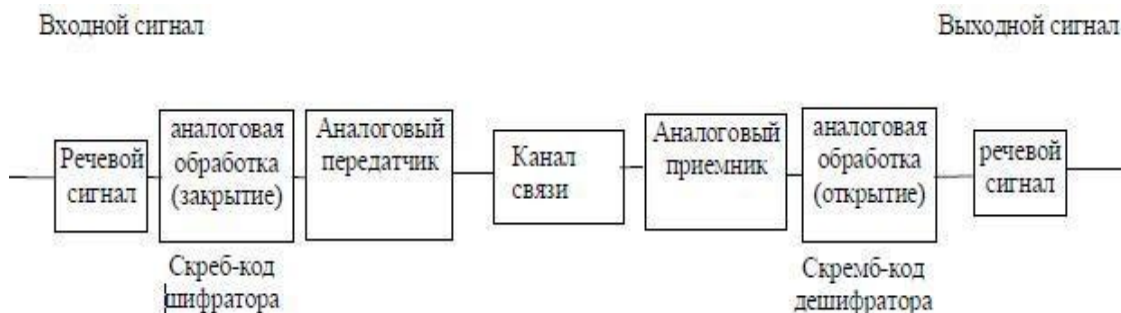 Входной сигнал
Выходной сигнал
Речевой
сигнал
аналоговая
обработка
(закрытие)
Аналоговый
передатчик
Канал
связи
Аналоговый
приемник
аналоговая
обработка
(открытие)
речевой
сигнал
Скреб-код
шифратора
Скремб-код
дешифратора